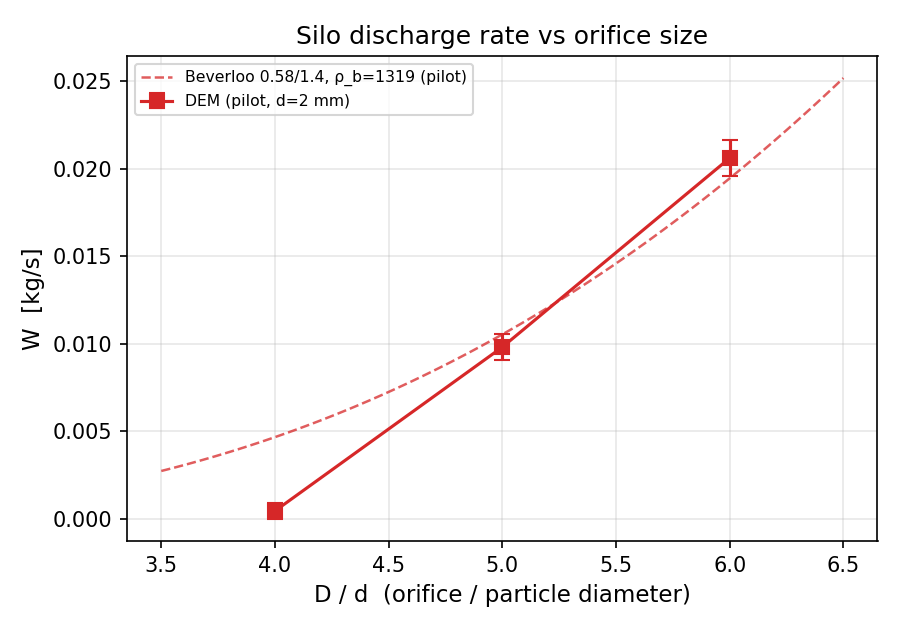 Silo discharge rate vs orifice size
Beverloo 0.58/1.4, ρ_b=1319 (pilot)
DEM (pilot, d=2 mm)
W [kg/s]
0.025
0.020
0.015
0.010
0.005
0.000
3.5 4.0 4.5 5.0 5.5 6.0 6.5
D / d (orifice / particle diameter)